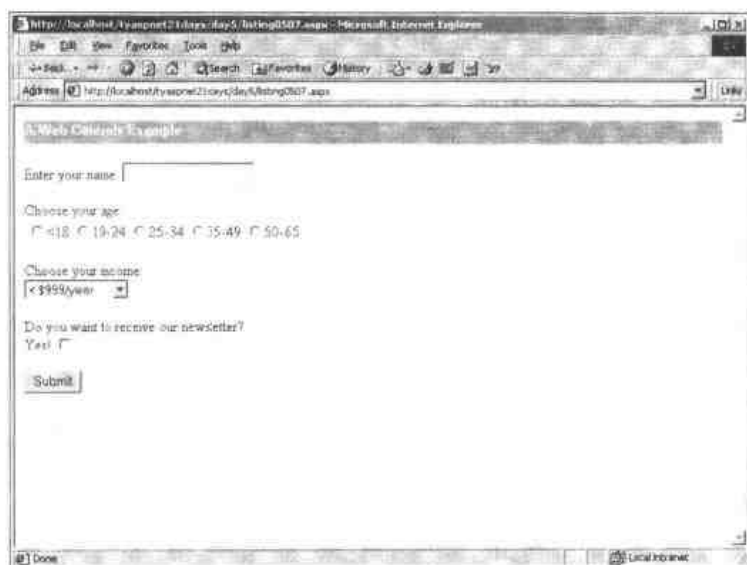 http://localhost/tyaspnet21days/day5/listing0507.aspx - Microsoft Internet Explorer
File Edit View Favorites Tools Help
Back Search Favorites History
Address http://localhost/tyaspnet21days/day5/listing0507.aspx Links
A Web Controls Example
Enter your name
Choose your age
<18 19-24 25-34 35-49 50-65
Choose your income
< $999/year
Do you want to receive our newsletter?
Yes!
Submit
Done Local intranet